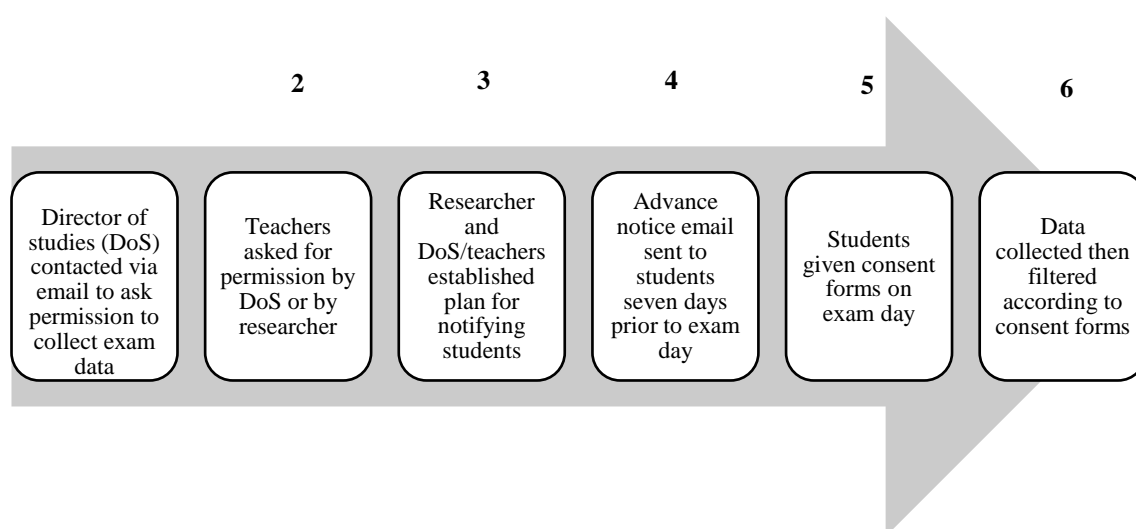 2
3
4
5
6
Director of
studies (DoS)
contacted via
email to ask
permission to
collect exam
data
Teachers
asked for
permission by
DoS or by
researcher
Researcher
and
DoS/teachers
established
plan for
notifying
students
Advance
notice email
sent to
students
seven days
prior to exam
day
Students
given consent
forms on
exam day
Data
collected then
filtered
according to
consent forms